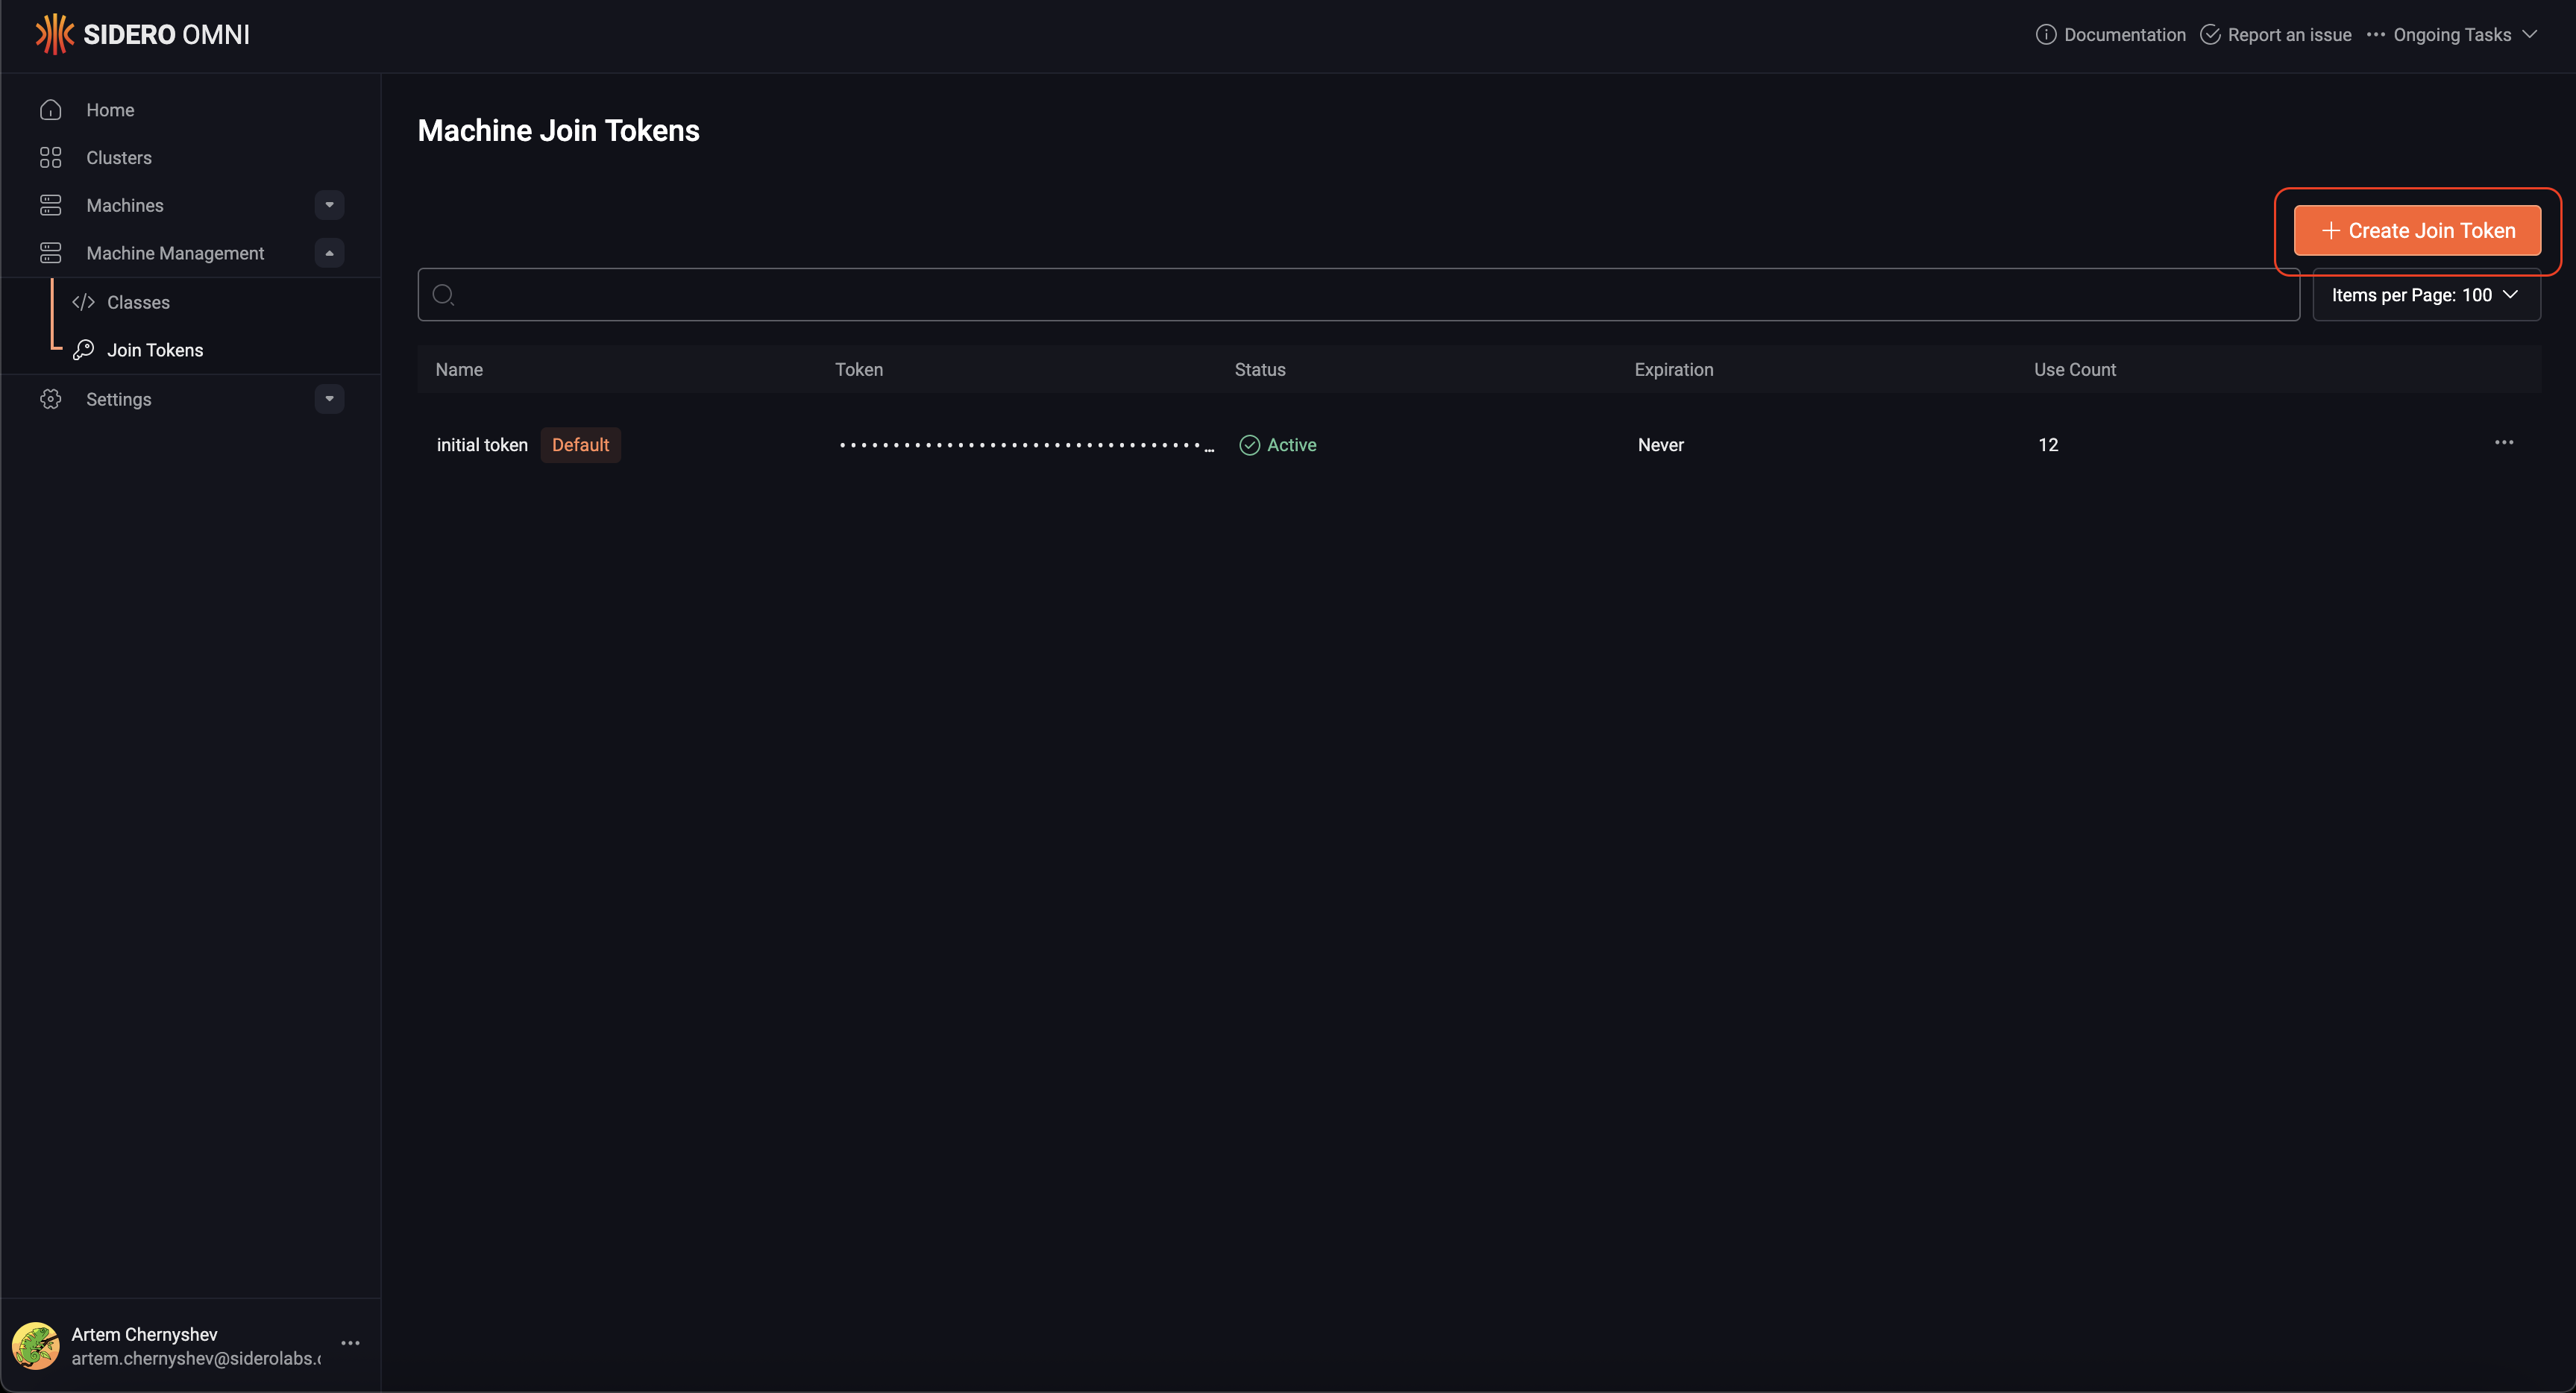 SIDERO OMNI
Documentation Report an issue Ongoing Tasks
Home
Clusters
Machines
Machine Management
Classes
Join Tokens
Settings
Machine Join Tokens
Create Join Token
Items per Page: 100
Name Token Status Expiration Use Count
initial token Default ••••••••••••••••••••••••••••••••••... Active Never 12
Artem Chernyshev
artem.chernyshev@siderolabs.c